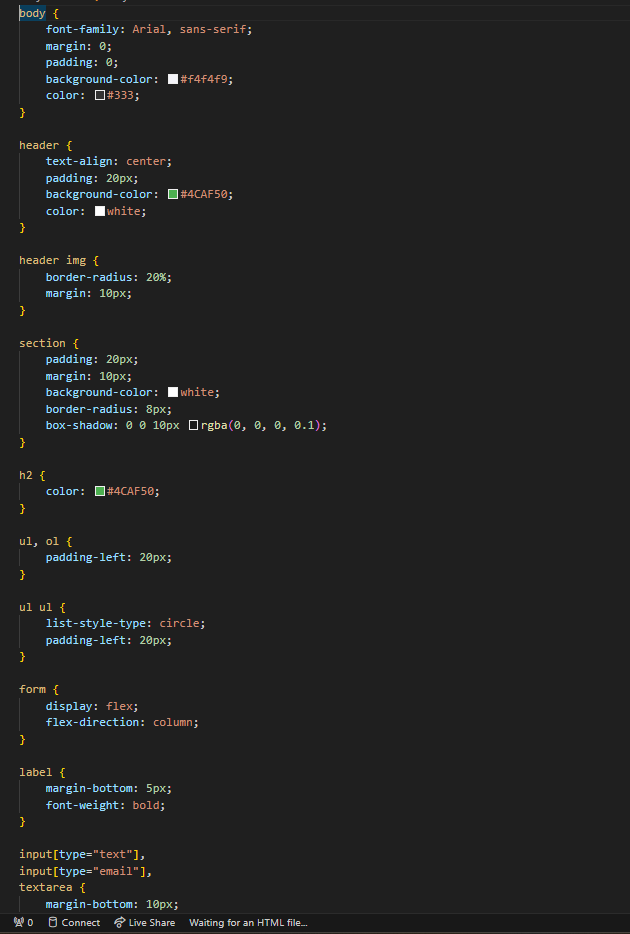 body {
    font-family: Arial, sans-serif;
    margin: 0;
    padding: 0;
    background-color: #f4f4f9;
    color: #333;
}

header {
    text-align: center;
    padding: 20px;
    background-color: #4CAF50;
    color: white;
}

header img {
    border-radius: 20%;
    margin: 10px;
}

section {
    padding: 20px;
    margin: 10px;
    background-color: white;
    border-radius: 8px;
    box-shadow: 0 0 10px rgba(0, 0, 0, 0.1);
}

h2 {
    color: #4CAF50;
}

ul, ol {
    padding-left: 20px;
}

ul ul {
    list-style-type: circle;
    padding-left: 20px;
}

form {
    display: flex;
    flex-direction: column;
}

label {
    margin-bottom: 5px;
    font-weight: bold;
}

input[type="text"],
input[type="email"],
textarea {
    margin-bottom: 10px;
0 Connect Live Share Waiting for an HTML file...